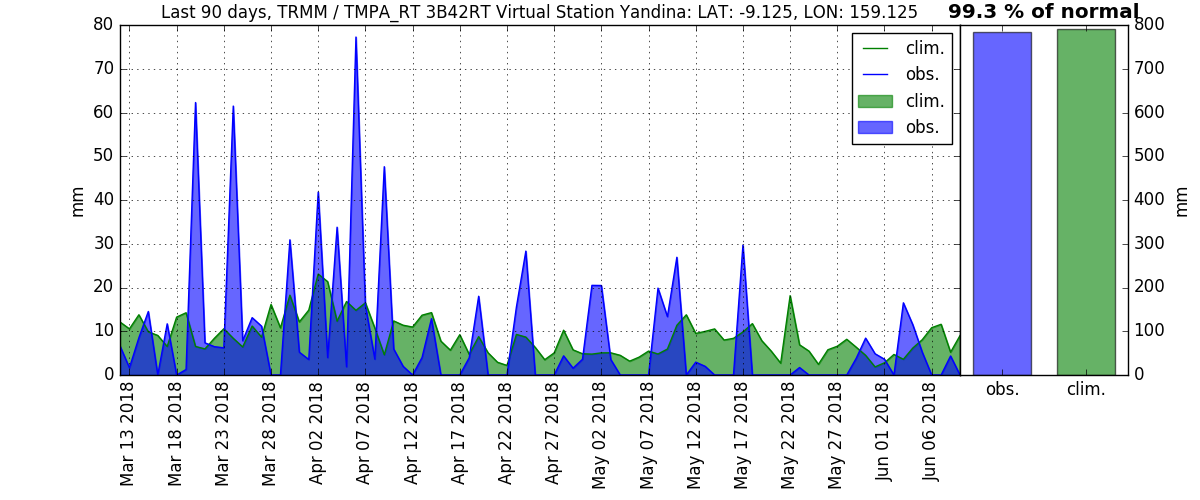 Last 90 days, TRMM / TMPA_RT 3B42RT Virtual Station Yandina: LAT: -9.125, LON: 159.125
99.3 % of normal
80
70
60
50
40
30
20
10
0
mm
clim.
obs.
clim.
obs.
800
700
600
500
400
300
200
100
0
mm
obs.
clim.
Mar 13 2018
Mar 18 2018
Mar 23 2018
Mar 28 2018
Apr 02 2018
Apr 07 2018
Apr 12 2018
Apr 17 2018
Apr 22 2018
Apr 27 2018
May 02 2018
May 07 2018
May 12 2018
May 17 2018
May 22 2018
May 27 2018
Jun 01 2018
Jun 06 2018